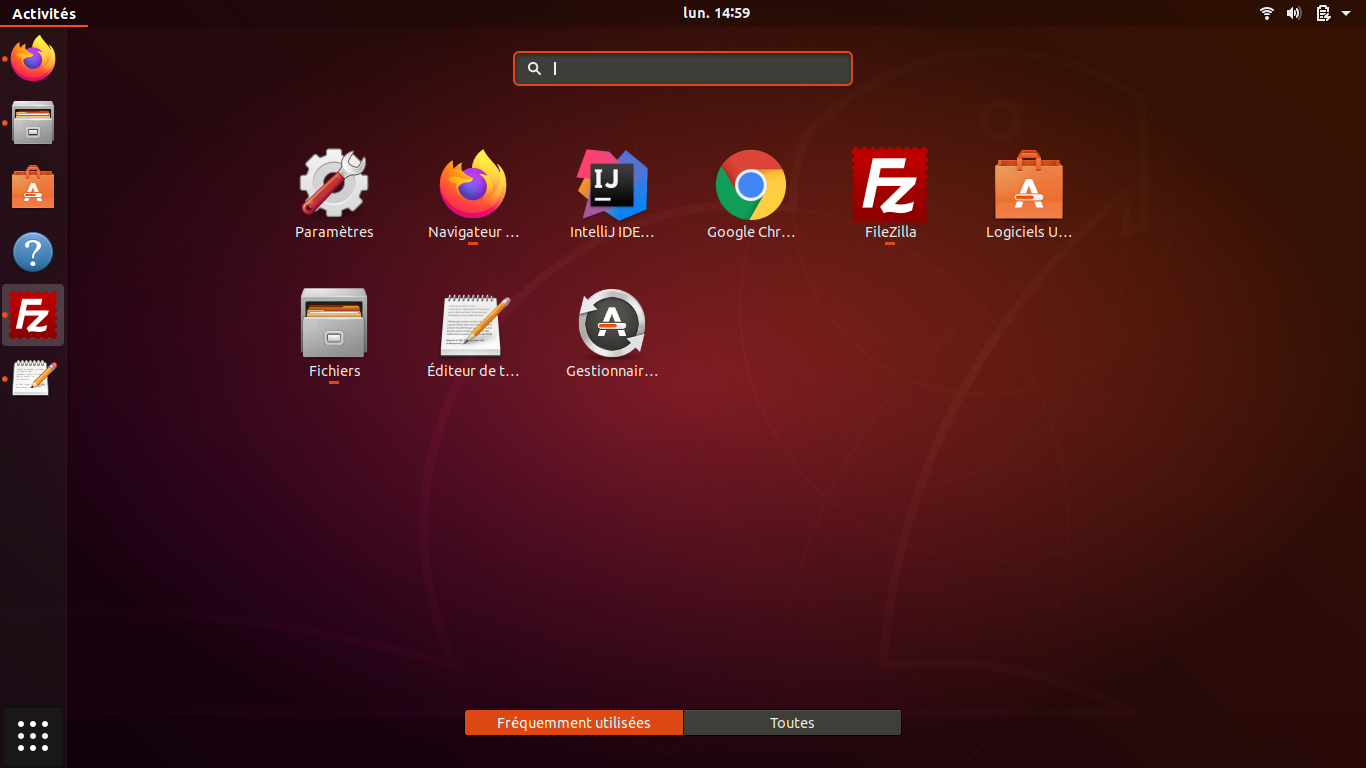 Activités
lun. 14:59
Paramètres
Navigateur …
IntelliJ IDE…
Google Chr…
FileZilla
Logiciels U…
Fichiers
Éditeur de t…
Gestionnair…
Fréquemment utilisées
Toutes